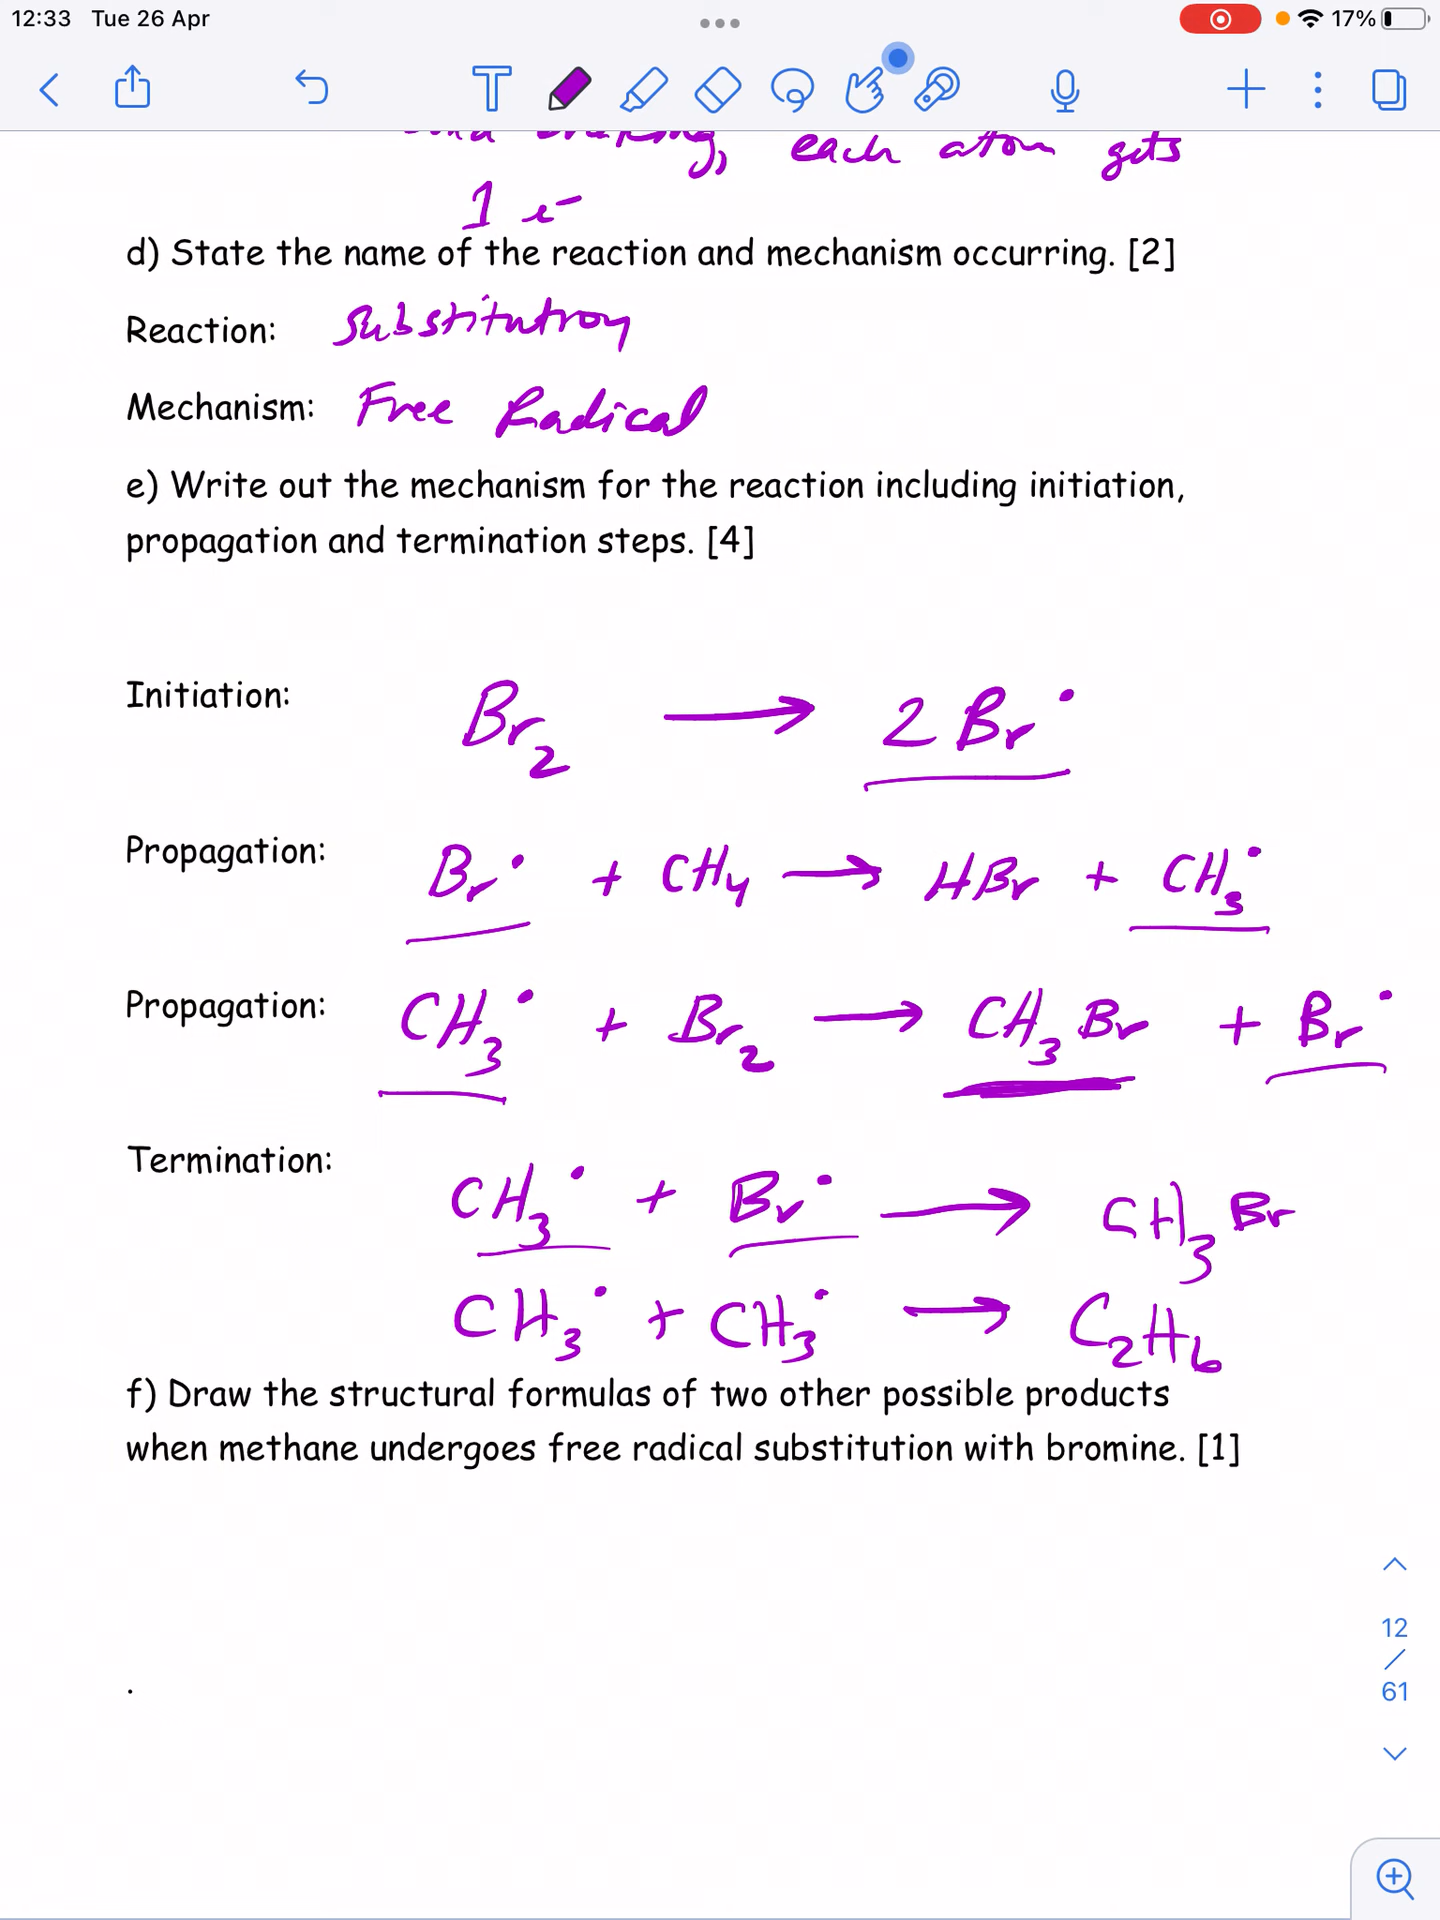 12:33 Tue 26 Apr
17%
T
each atom gets
1 e⁻
d) State the name of the reaction and mechanism occurring. [2]
Reaction: Substitution
Mechanism: Free Radical
e) Write out the mechanism for the reaction including initiation,
propagation and termination steps. [4]
Initiation: Br₂ → 2 Br•
Propagation: Br• + CH₄ → HBr + CH₃•
Propagation: CH₃• + Br₂ → CH₃Br + Br•
Termination: CH₃• + Br• → CH₃Br
CH₃• + CH₃• → C₂H₆
f) Draw the structural formulas of two other possible products
when methane undergoes free radical substitution with bromine. [1]
12
/
61
.